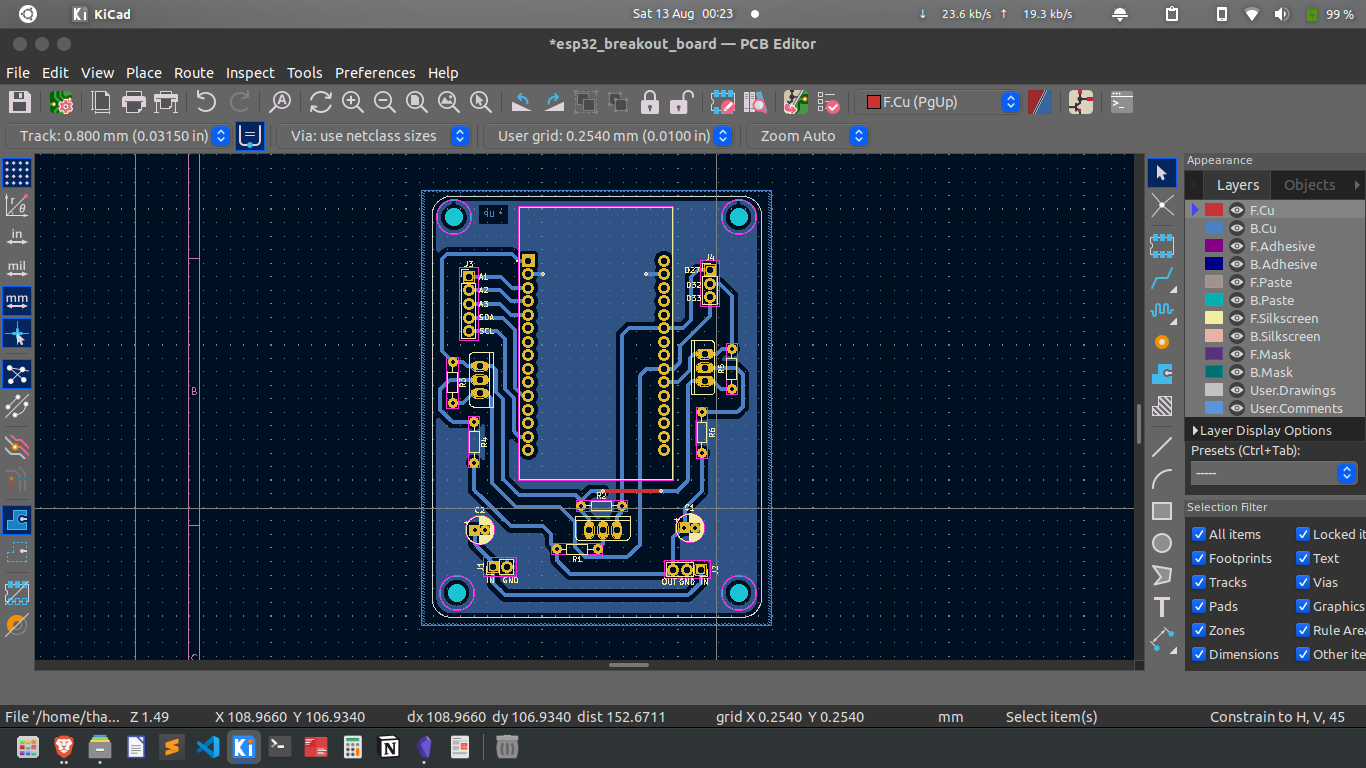 KiCad
Sat 13 Aug 00:23
↓ 23.6 kb/s ↑ 19.3 kb/s
99 %
*esp32_breakout_board — PCB Editor
File Edit View Place Route Inspect Tools Preferences Help
F.Cu (PgUp)
Track: 0.800 mm (0.03150 in)
Via: use netclass sizes
User grid: 0.2540 mm (0.0100 in)
Zoom Auto
in
mil
mm
B
C
J3
A1
A2
A3
SDA
SCL
J4
D27
D32
D33
R3
R4
R5
R6
R2
C2
R1
J1
IN GND
J2
OUT GND IN
Appearance
Layers Objects
F.Cu
B.Cu
F.Adhesive
B.Adhesive
F.Paste
B.Paste
F.Silkscreen
B.Silkscreen
F.Mask
B.Mask
User.Drawings
User.Comments
Layer Display Options
Presets (Ctrl+Tab):
-----
Selection Filter
All items Locked ite
Footprints Text
Tracks Vias
Pads Graphics
Zones Rule Area
Dimensions Other ite
File '/home/tha... Z 1.49 X 108.9660 Y 106.9340 dx 108.9660 dy 106.9340 dist 152.6711 grid X 0.2540 Y 0.2540 mm Select item(s) Constrain to H, V, 45
Ki